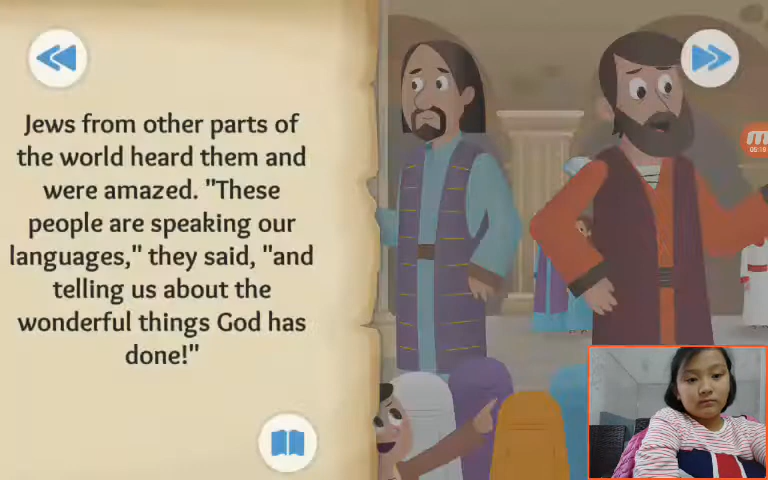 Jews from other parts of
the world heard them and
were amazed. "These
people are speaking our
languages," they said, "and
telling us about the
wonderful things God has
done!"